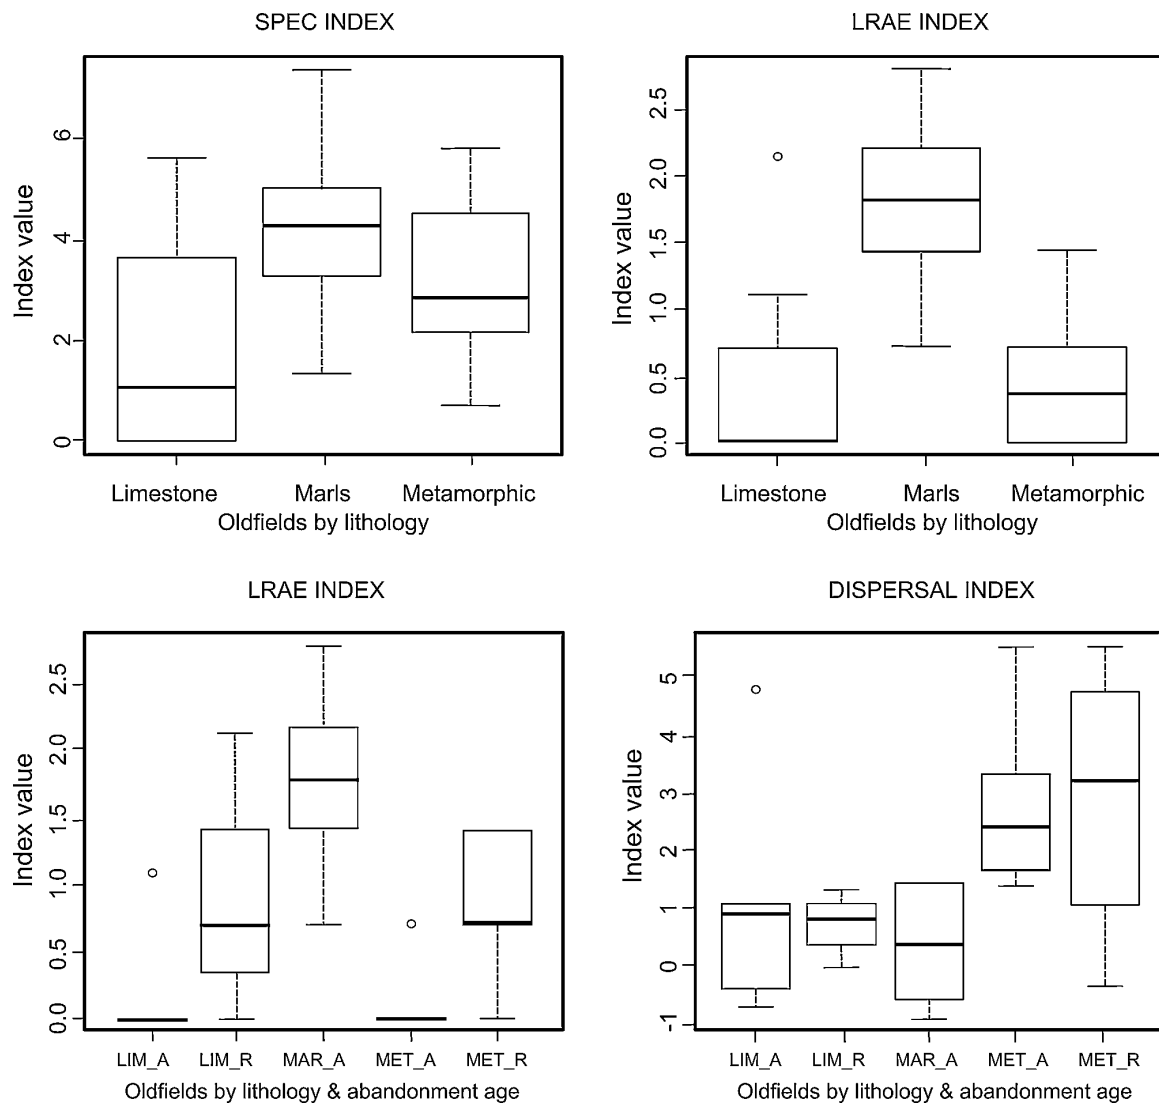 SPEC INDEX
Index value
6
4
2
0
Limestone Marls Metamorphic
Oldfields by lithology
LRAE INDEX
Index value
2.5
2.0
1.5
1.0
0.5
0.0
Limestone Marls Metamorphic
Oldfields by lithology
LRAE INDEX
Index value
2.5
2.0
1.5
1.0
0.5
0.0
LIM_A LIM_R MAR_A MET_A MET_R
Oldfields by lithology & abandonment age
DISPERSAL INDEX
Index value
5
4
3
2
1
0
-1
LIM_A LIM_R MAR_A MET_A MET_R
Oldfields by lithology & abandonment age